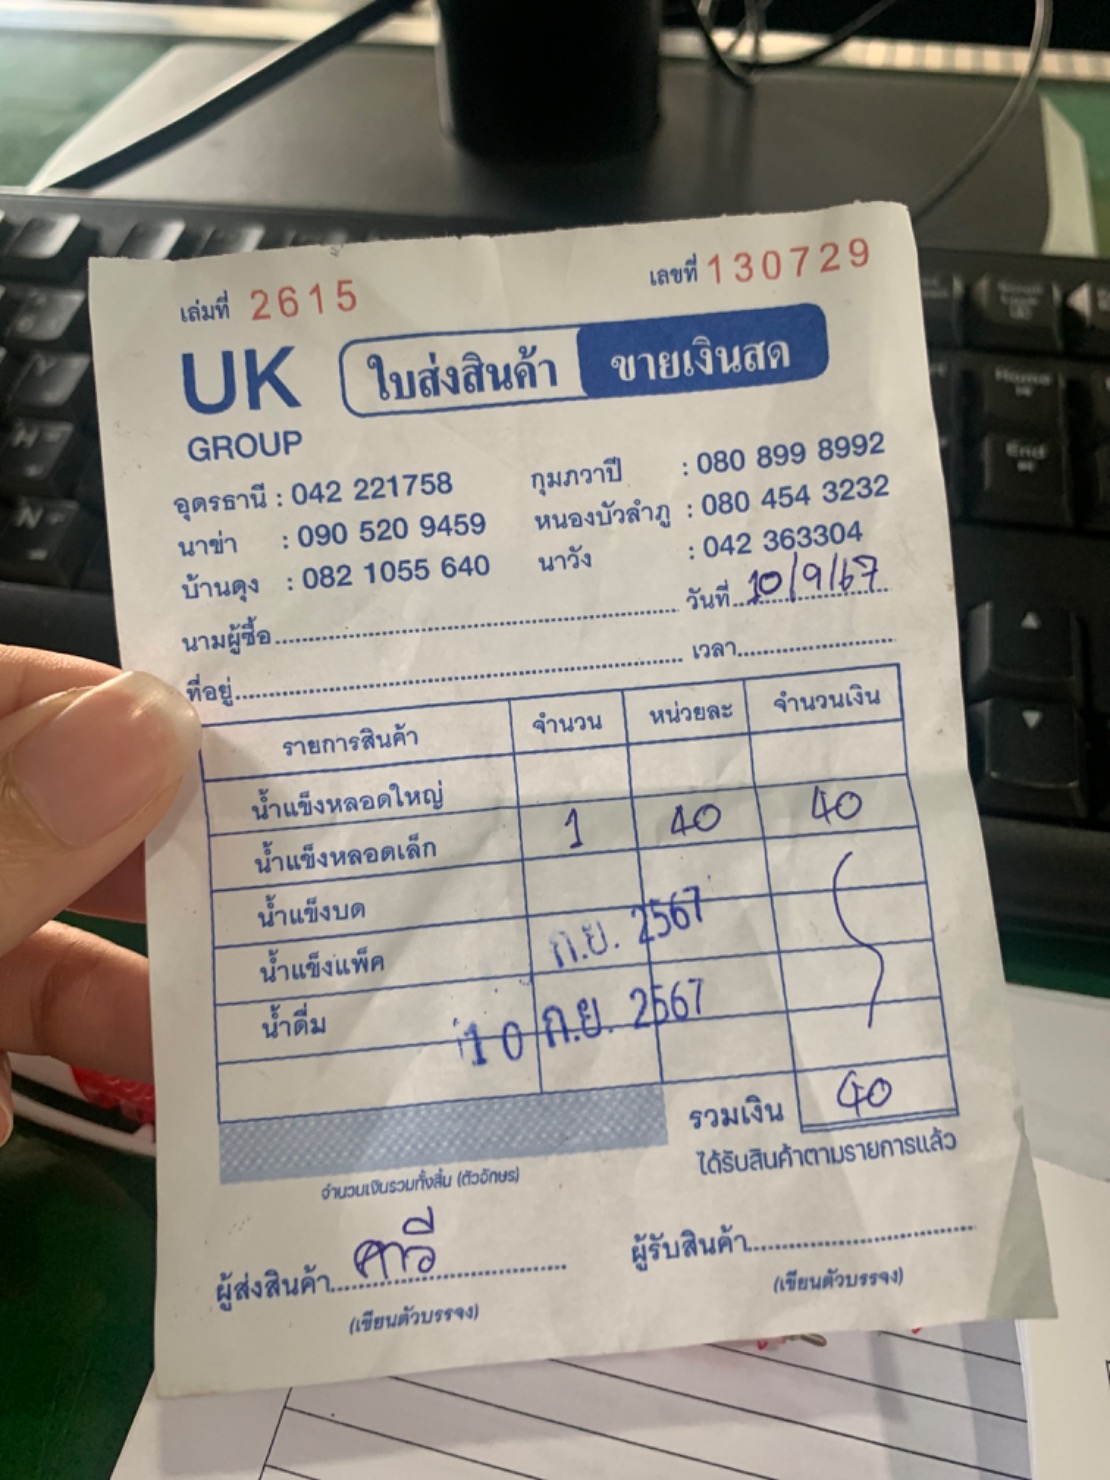 เล่มที่ 2615 เลขที่ 130729
UK GROUP
ใบส่งสินค้า ขายเงินสด
อุดรธานี : 042 221758 กุมภวาปี : 080 899 8992
นาข่า : 090 520 9459 หนองบัวลำภู : 080 454 3232
บ้านดุง : 082 1055 640 นาวัง : 042 363304
นามผู้ซื้อ วันที่ 10/9/67
ที่อยู่ เวลา
รายการสินค้า จำนวน หน่วยละ จำนวนเงิน
น้ำแข็งหลอดใหญ่
น้ำแข็งหลอดเล็ก 1 40 40
น้ำแข็งบด
น้ำแข็งแพ็ค ก.ย. 2567
น้ำดื่ม 10 ก.ย. 2567
รวมเงิน 40
ได้รับสินค้าตามรายการแล้ว
จำนวนเงินรวมทั้งสิ้น (ตัวอักษร)
ผู้ส่งสินค้า ผู้รับสินค้า
(เขียนตัวบรรจง) (เขียนตัวบรรจง)